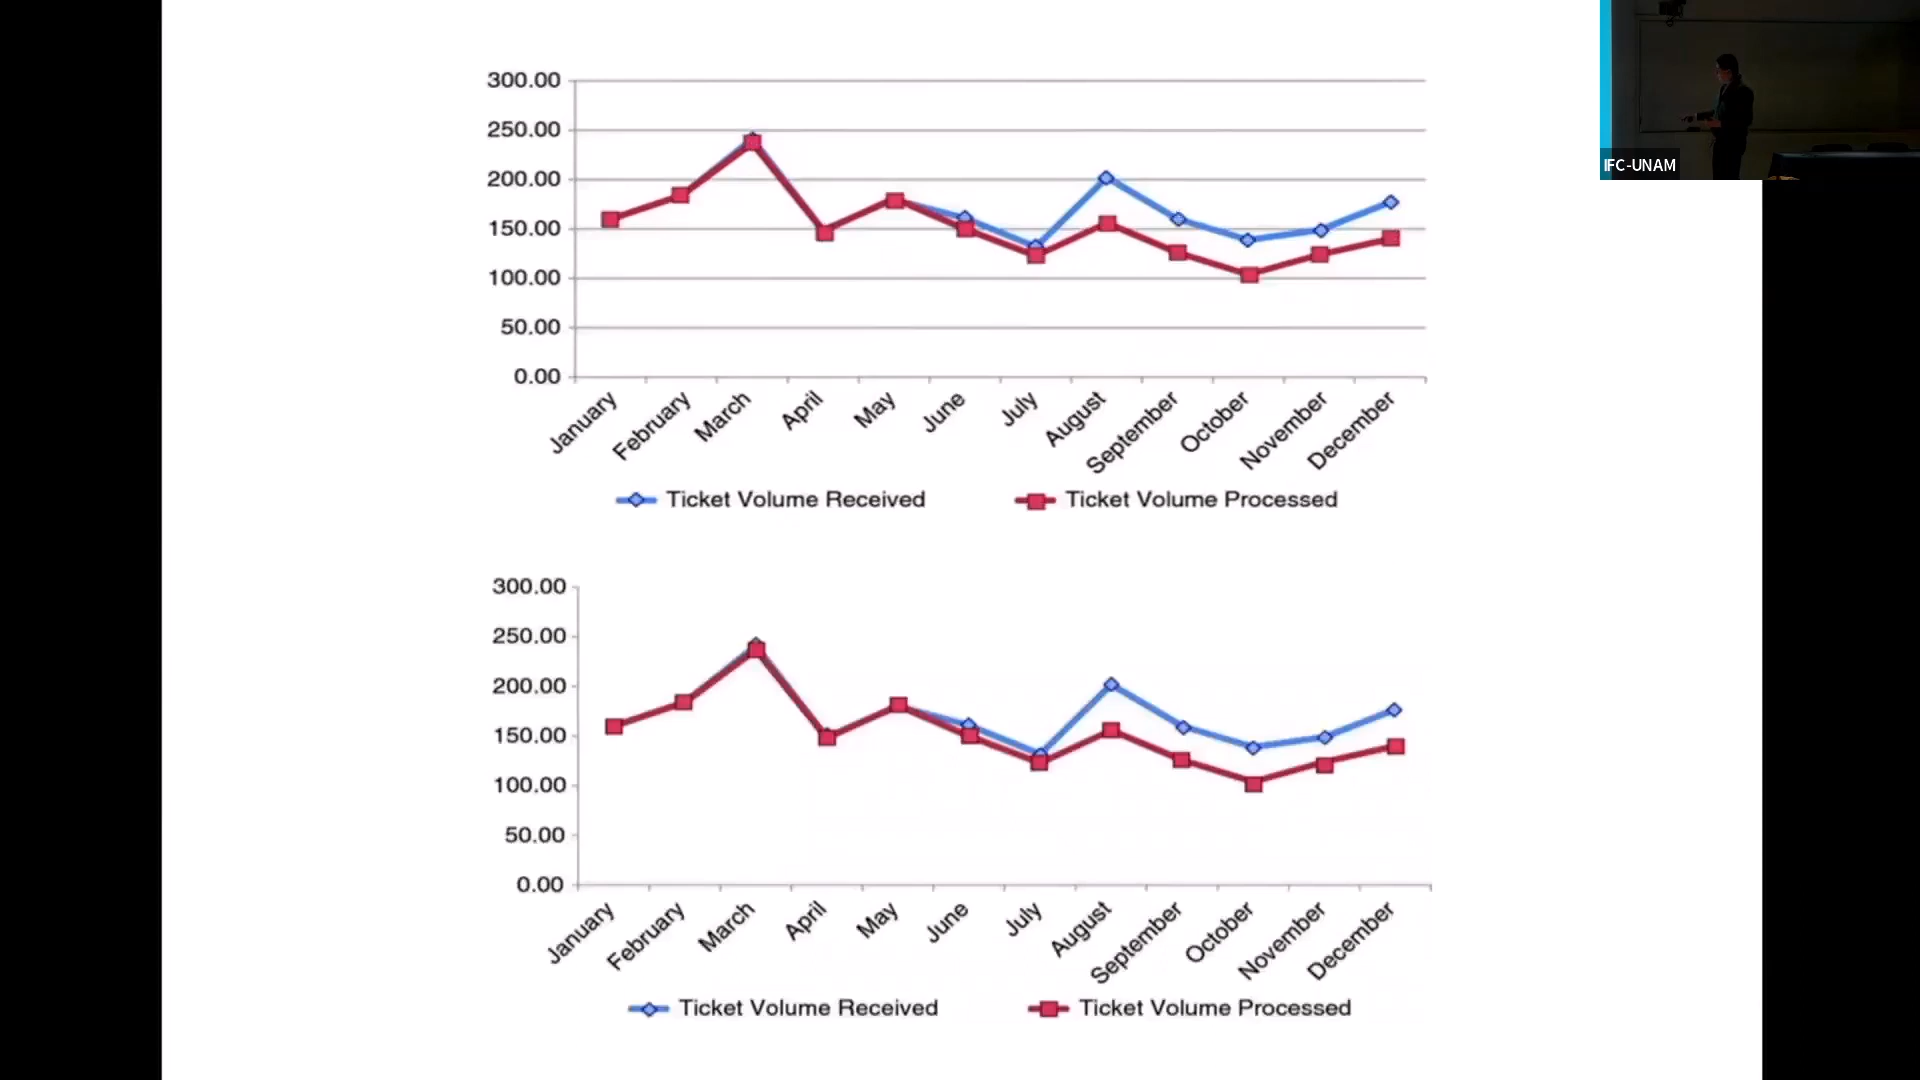 300.00
250.00
200.00
150.00
100.00
50.00
0.00
January
February
March
April
May
June
July
August
September
October
November
December
Ticket Volume Received
Ticket Volume Processed
300.00
250.00
200.00
150.00
100.00
50.00
0.00
January
February
March
April
May
June
July
August
September
October
November
December
Ticket Volume Received
Ticket Volume Processed
IFC-UNAM